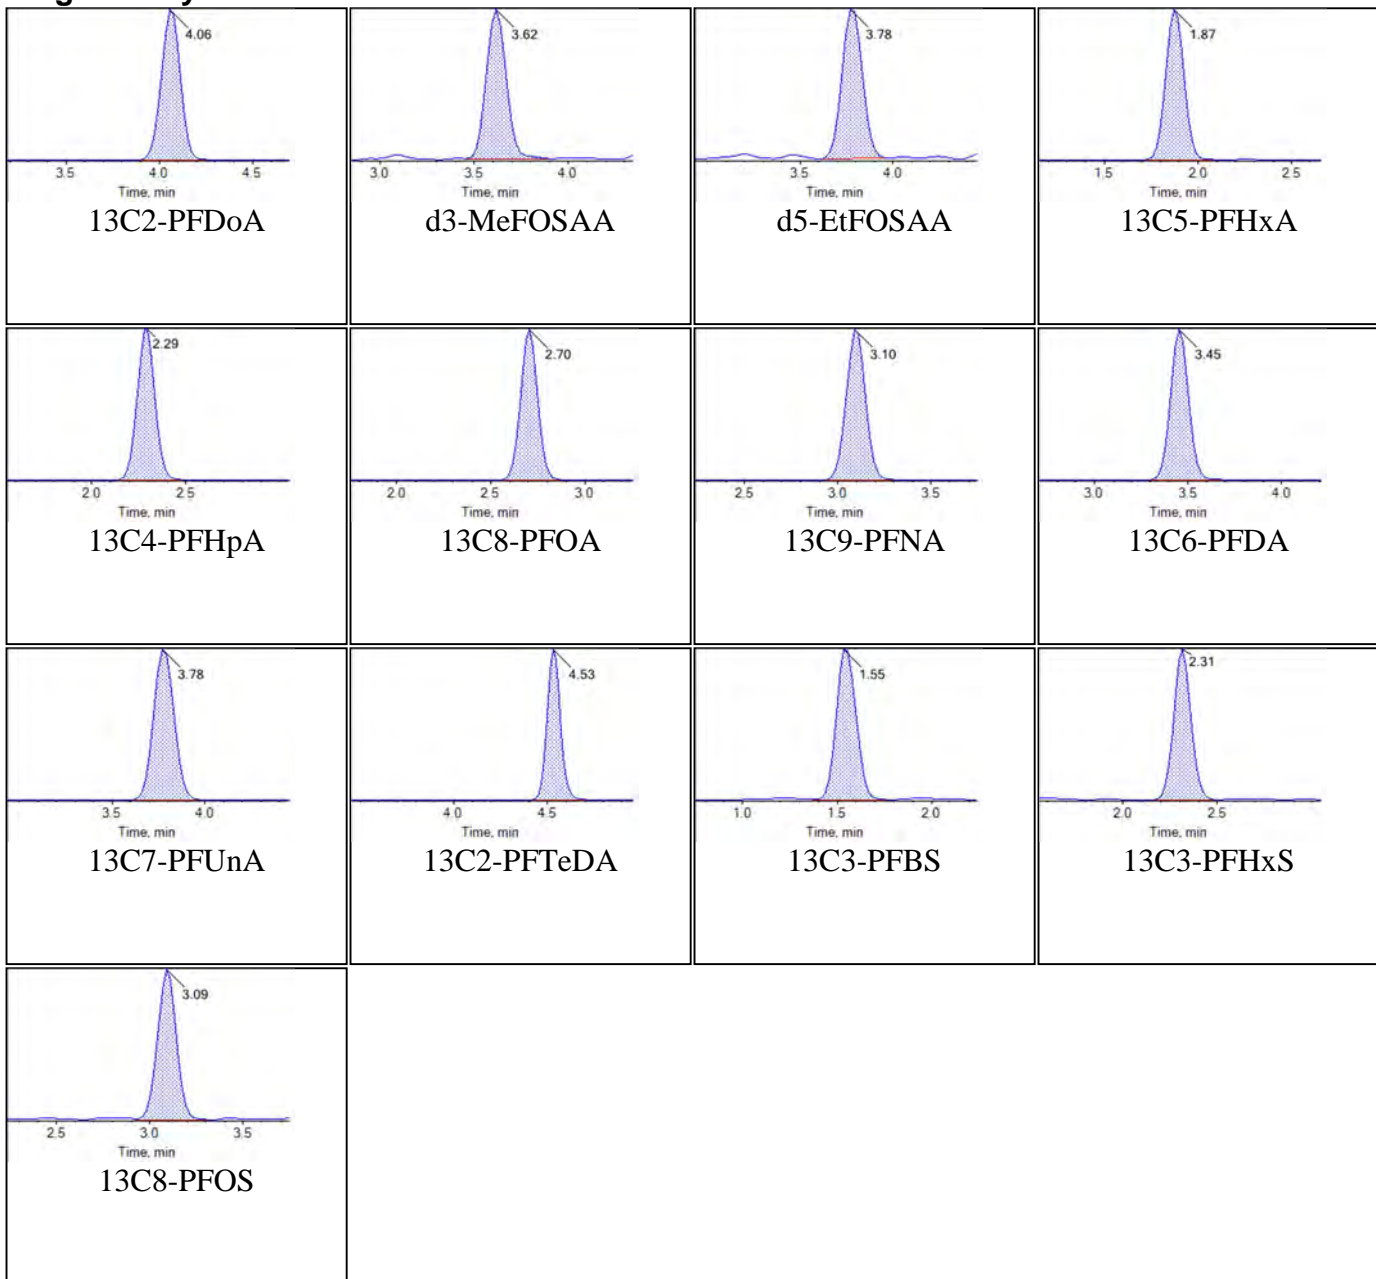 4.06
3.5 4.0 4.5
Time, min
13C2-PFDoA
3.62
3.0 3.5 4.0
Time, min
d3-MeFOSAA
3.78
3.5 4.0
Time, min
d5-EtFOSAA
1.87
1.5 2.0 2.5
Time, min
13C5-PFHxA
2.29
2.0 2.5
Time, min
13C4-PFHpA
2.70
2.0 2.5 3.0
Time, min
13C8-PFOA
3.10
2.5 3.0 3.5
Time, min
13C9-PFNA
3.45
3.0 3.5 4.0
Time, min
13C6-PFDA
3.78
3.5 4.0
Time, min
13C7-PFUnA
4.53
4.0 4.5
Time, min
13C2-PFTeDA
1.55
1.0 1.5 2.0
Time, min
13C3-PFBS
2.31
2.0 2.5
Time, min
13C3-PFHxS
3.09
2.5 3.0 3.5
Time, min
13C8-PFOS